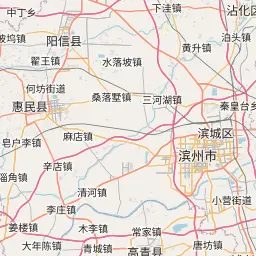 中丁乡
下洼镇
沾化区
坡坞镇
阳信县
黄升镇
泊头镇
翟王镇
水落坡镇
何坊街道
桑落墅镇
三河湖镇
惠民县
秦皇台乡
皂户李镇
麻店镇
滨城区
滨州市
辛店镇
淄角镇
清河镇
小营街道
李庄镇
姜楼镇
木李镇
常家镇
大年陈镇
青城镇
高青县
唐坊镇